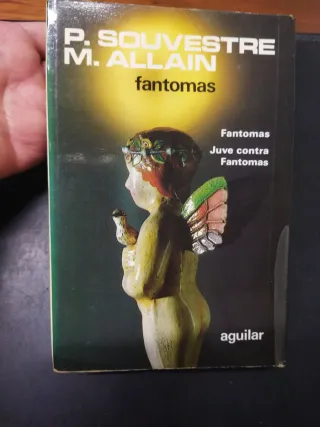 P. SOUVESTRE
M. ALLAIN
fantomas
Fantomas
Juve contra
Fantomas
aguilar